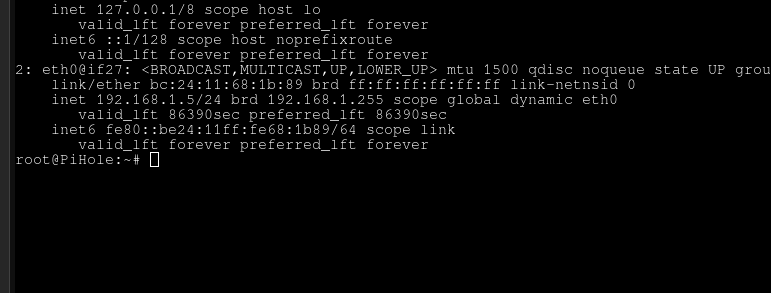 inet 127.0.0.1/8 scope host lo
valid_lft forever preferred_lft forever
inet6 ::1/128 scope host noprefixroute
valid_lft forever preferred_lft forever
2: eth0@if27: <BROADCAST,MULTICAST,UP,LOWER_UP> mtu 1500 qdisc noqueue state UP grou
link/ether bc:24:11:68:1b:89 brd ff:ff:ff:ff:ff:ff link-netnsid 0
inet 192.168.1.5/24 brd 192.168.1.255 scope global dynamic eth0
valid_lft 86390sec preferred_lft 86390sec
inet6 fe80::be24:11ff:fe68:1b89/64 scope link
valid_lft forever preferred_lft forever
root@PiHole:~#